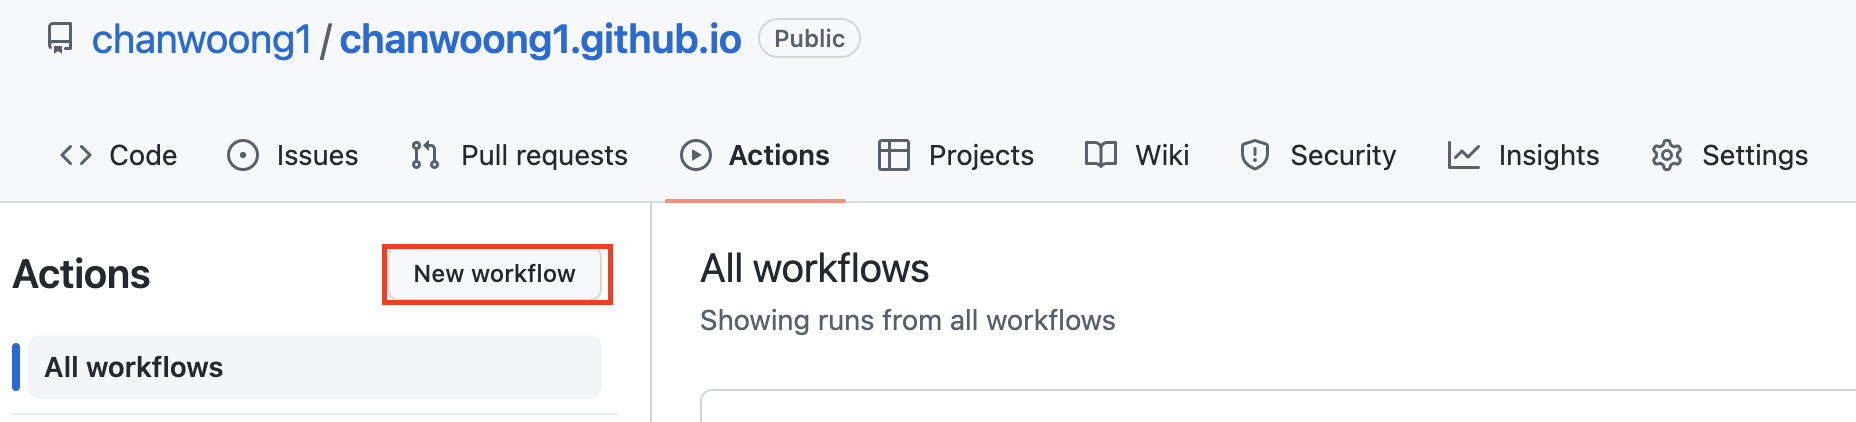 chanwoong1 / chanwoong1.github.io Public
Code Issues Pull requests Actions Projects Wiki Security Insights Settings
Actions New workflow
All workflows
All workflows
Showing runs from all workflows